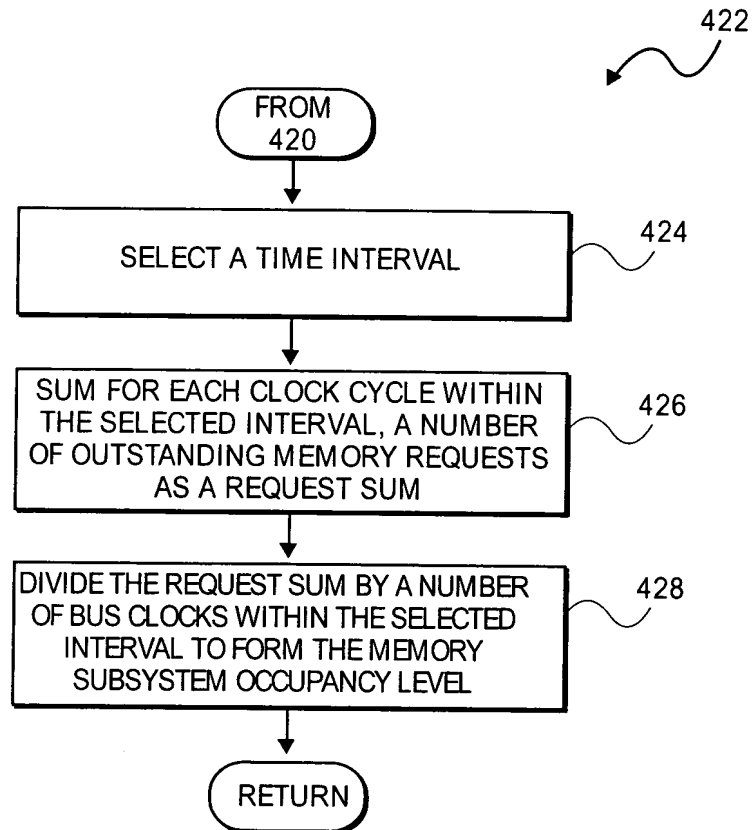 422
FROM
420
SELECT A TIME INTERVAL
424
SUM FOR EACH CLOCK CYCLE WITHIN
THE SELECTED INTERVAL, A NUMBER
OF OUTSTANDING MEMORY REQUESTS
AS A REQUEST SUM
426
DIVIDE THE REQUEST SUM BY A NUMBER
OF BUS CLOCKS WITHIN THE SELECTED
INTERVAL TO FORM THE MEMORY
SUBSYSTEM OCCUPANCY LEVEL
428
RETURN